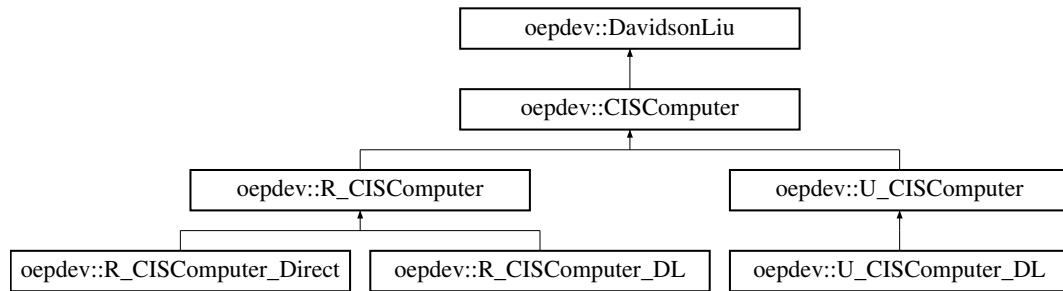 oepdev::DavidsonLiu
oepdev::CISComputer
oepdev::R_CISComputer
oepdev::U_CISComputer
oepdev::R_CISComputer_Direct
oepdev::R_CISComputer_DL
oepdev::U_CISComputer_DL